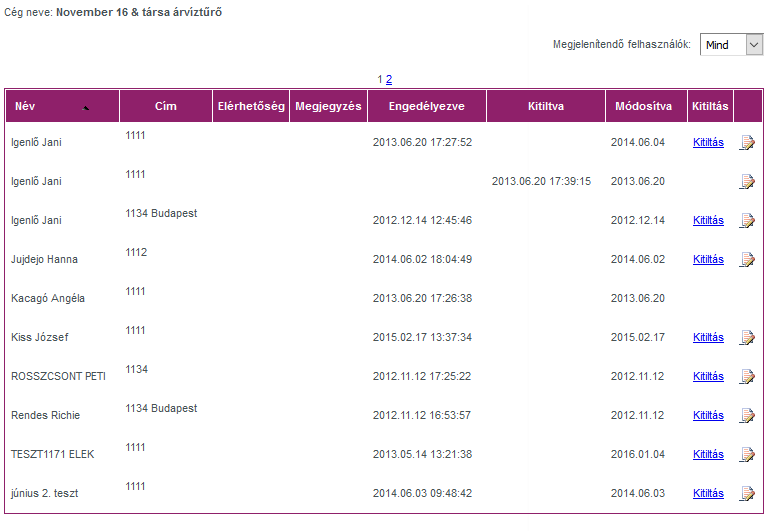 Cég neve: November 16 & társa árvíztűrő
Megjelenítendő felhasználók: Mind
1 2
Név Cím Elérhetőség Megjegyzés Engedélyezve Kitiltva Módosítva Kitiltás
Igenlő Jani 1111 2013.06.20 17:27:52 2014.06.04 Kitiltás
Igenlő Jani 1111 2013.06.20 17:39:15 2013.06.20
Igenlő Jani 1134 Budapest 2012.12.14 12:45:46 2012.12.14 Kitiltás
Jujdejo Hanna 1112 2014.06.02 18:04:49 2014.06.02 Kitiltás
Kacagó Angéla 1111 2013.06.20 17:26:38 2013.06.20
Kiss József 1111 2015.02.17 13:37:34 2015.02.17 Kitiltás
ROSSZCSONT PETI 1134 2012.11.12 17:25:22 2012.11.12 Kitiltás
Rendes Richie 1134 Budapest 2012.11.12 16:53:57 2012.11.12 Kitiltás
TESZT1171 ELEK 1111 2013.05.14 13:21:38 2016.01.04 Kitiltás
június 2. teszt 1111 2014.06.03 09:48:42 2014.06.03 Kitiltás